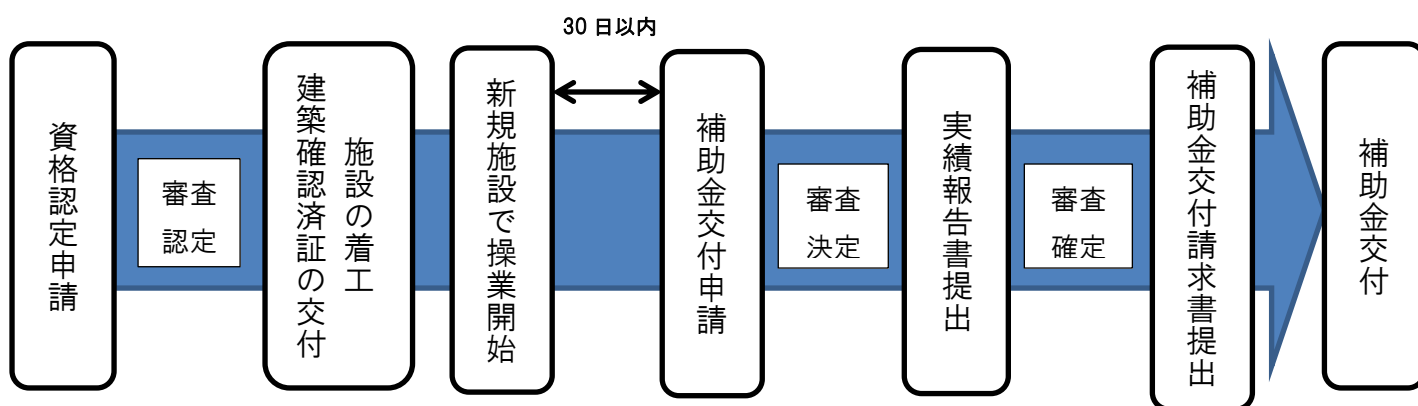 30 日以内
資格認定申請
審査
認定
施設の着工
建築確認済証の交付
新規施設で操業開始
補助金交付申請
審査
決定
実績報告書提出
審査
確定
補助金交付請求書提出
補助金交付